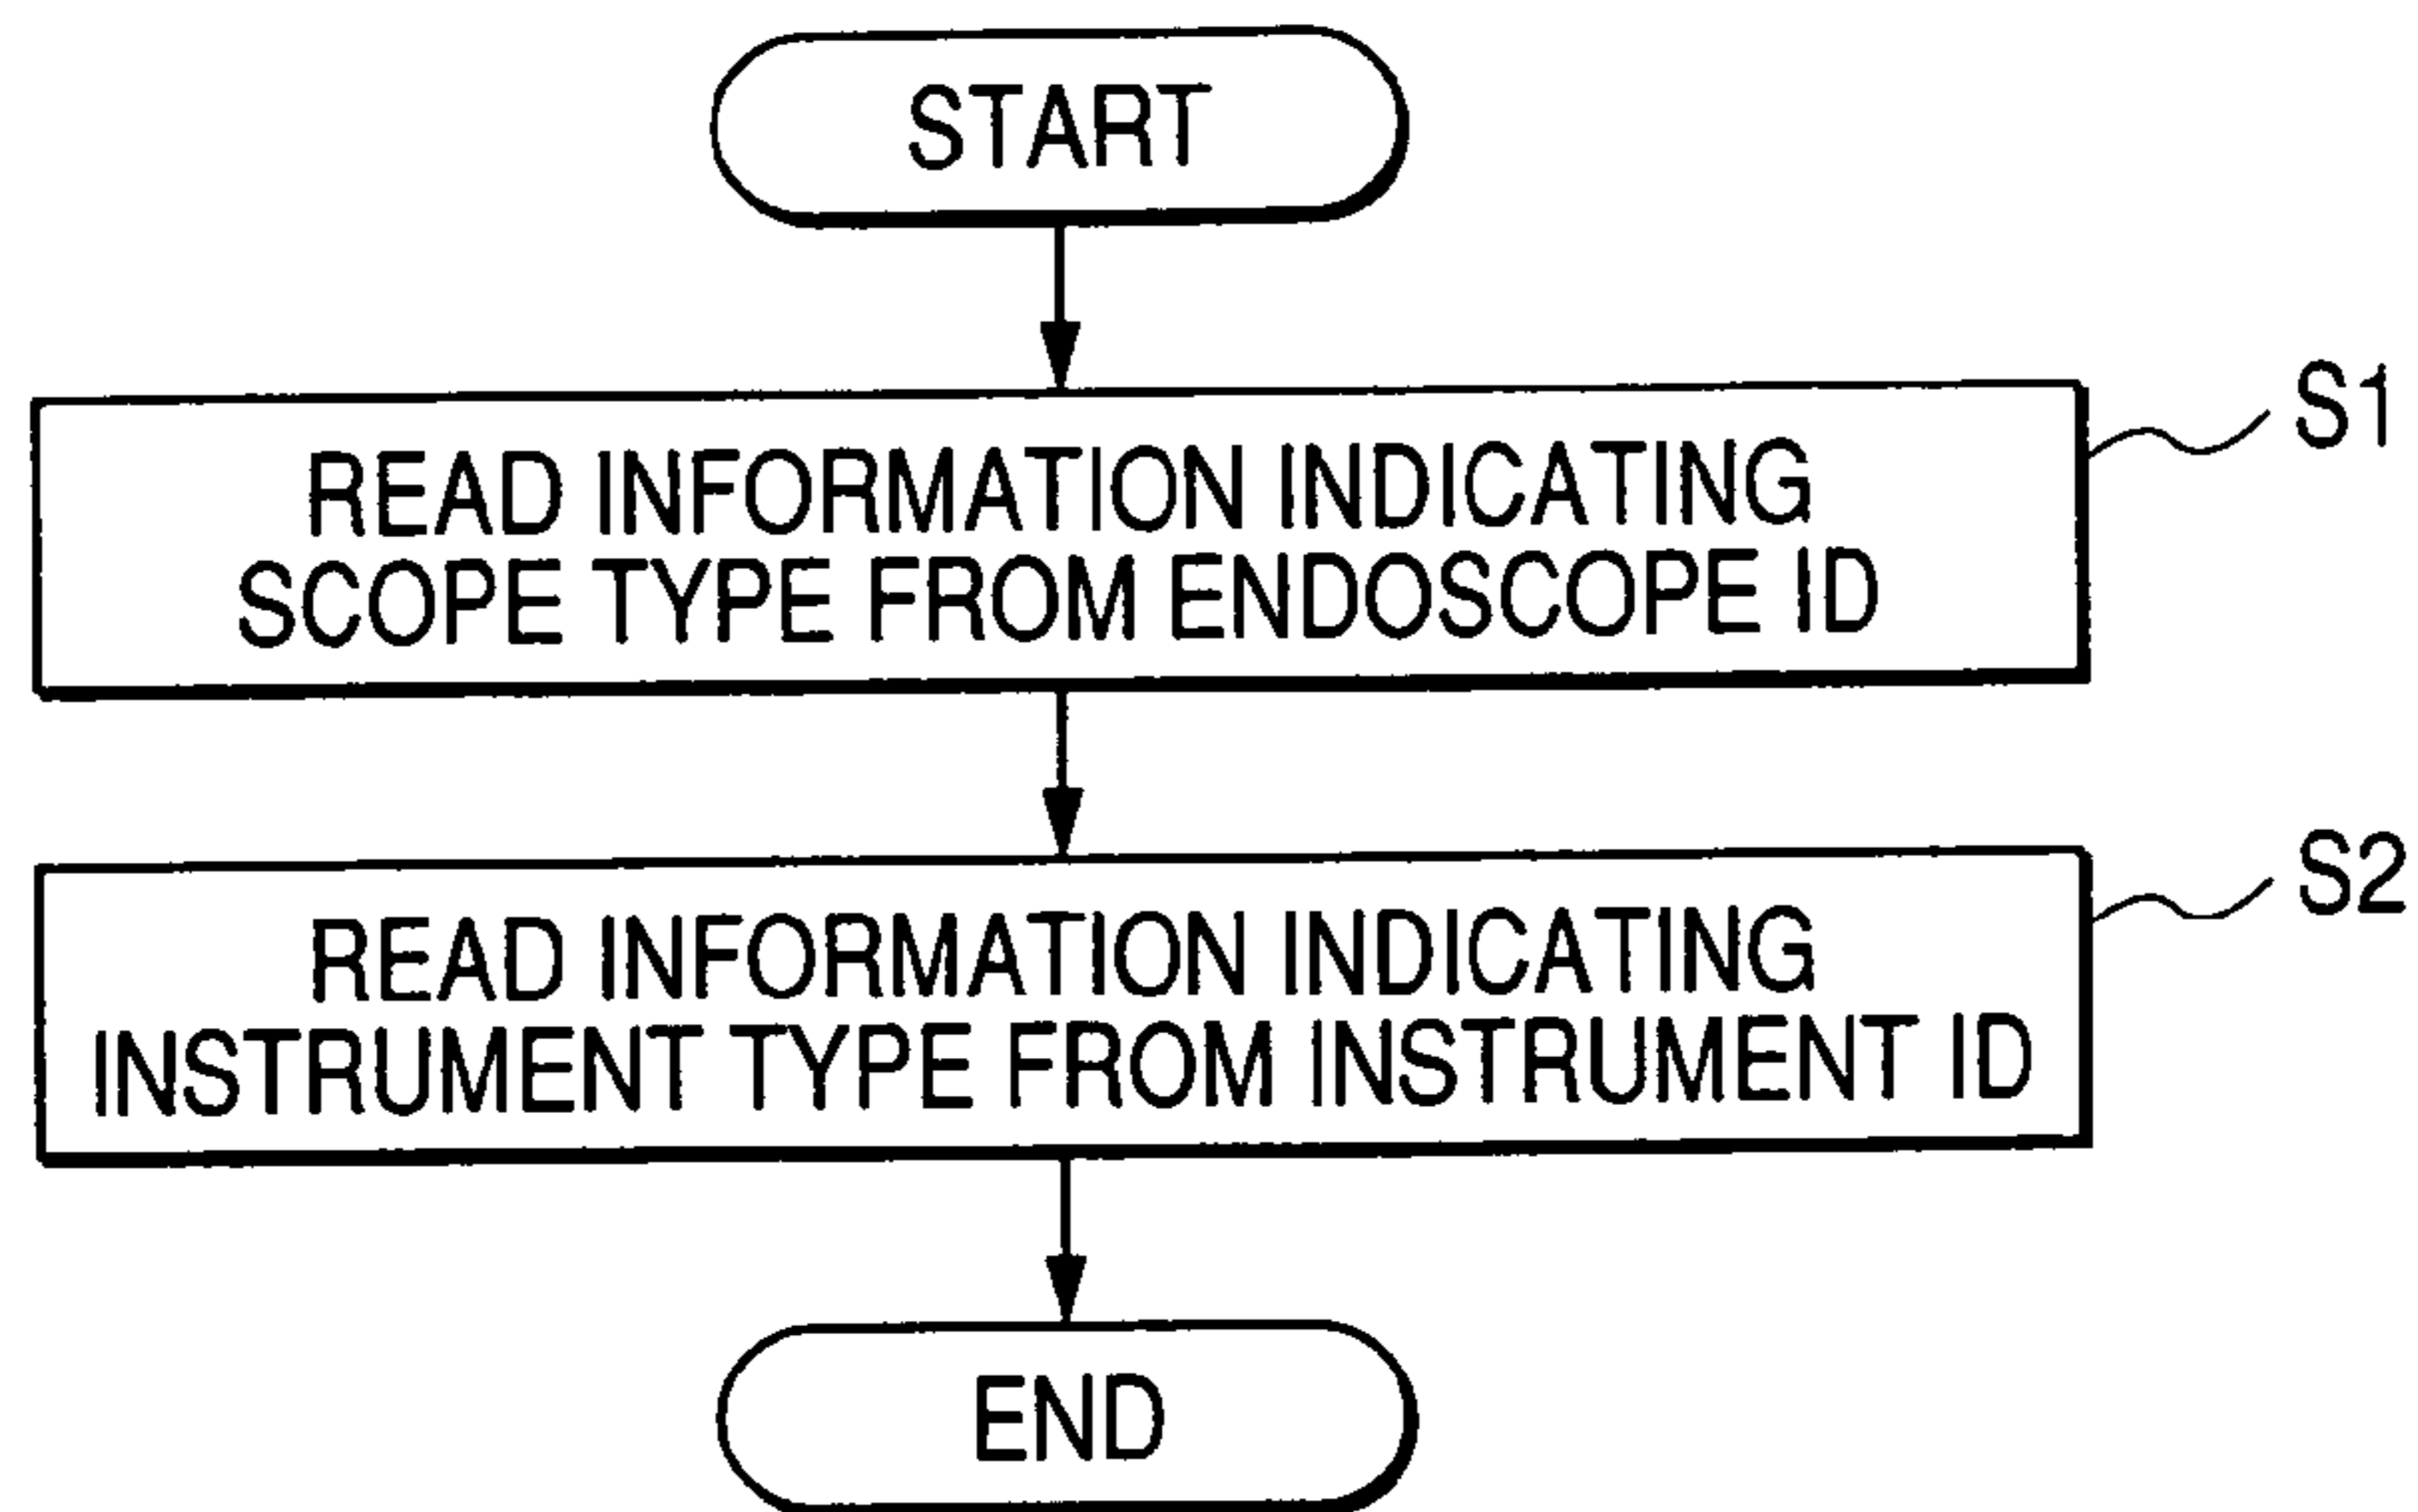 START
READ INFORMATION INDICATING
SCOPE TYPE FROM ENDOSCOPE ID
S1
READ INFORMATION INDICATING
INSTRUMENT TYPE FROM INSTRUMENT ID
S2
END